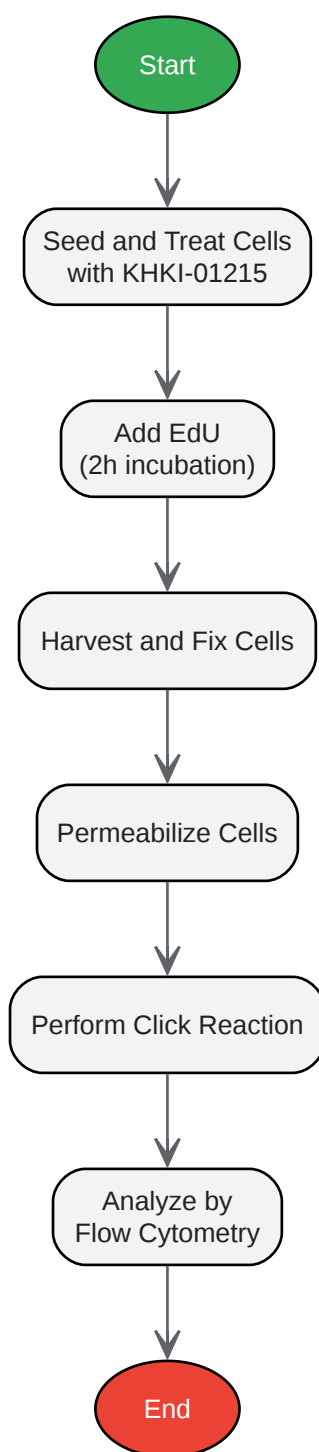 Start
Seed and Treat Cells
with KHKI-01215
Add EdU
(2h incubation)
Harvest and Fix Cells
Permeabilize Cells
Perform Click Reaction
Analyze by
Flow Cytometry
End